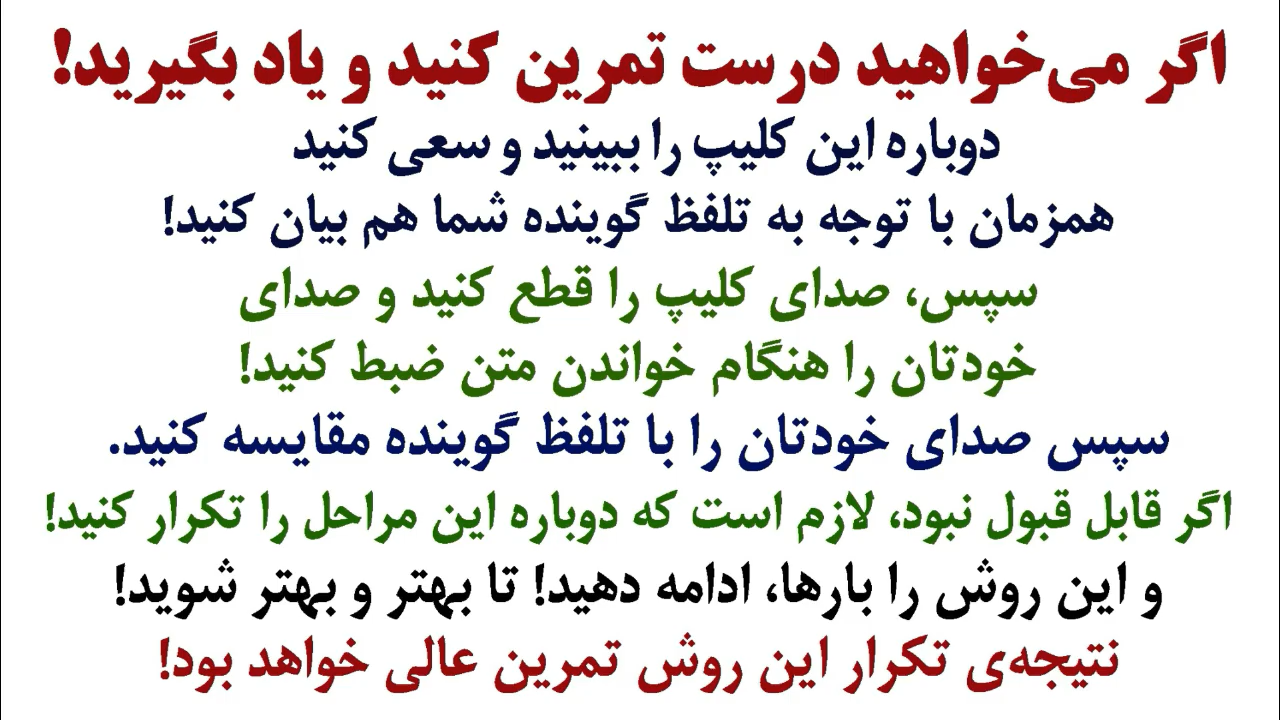 اگر می‌خواهید درست تمرین کنید و یاد بگیرید!
دوباره این کلیپ را ببینید و سعی کنید
همزمان با توجه به تلفظ گوینده شما هم بیان کنید!
سپس، صدای کلیپ را قطع کنید و صدای
خودتان را هنگام خواندن متن ضبط کنید!
سپس صدای خودتان را با تلفظ گوینده مقایسه کنید.
اگر قابل قبول نبود، لازم است که دوباره این مراحل را تکرار کنید!
و این روش را بارها، ادامه دهید! تا بهتر و بهتر شوید!
نتیجه‌ی تکرار این روش تمرین عالی خواهد بود!